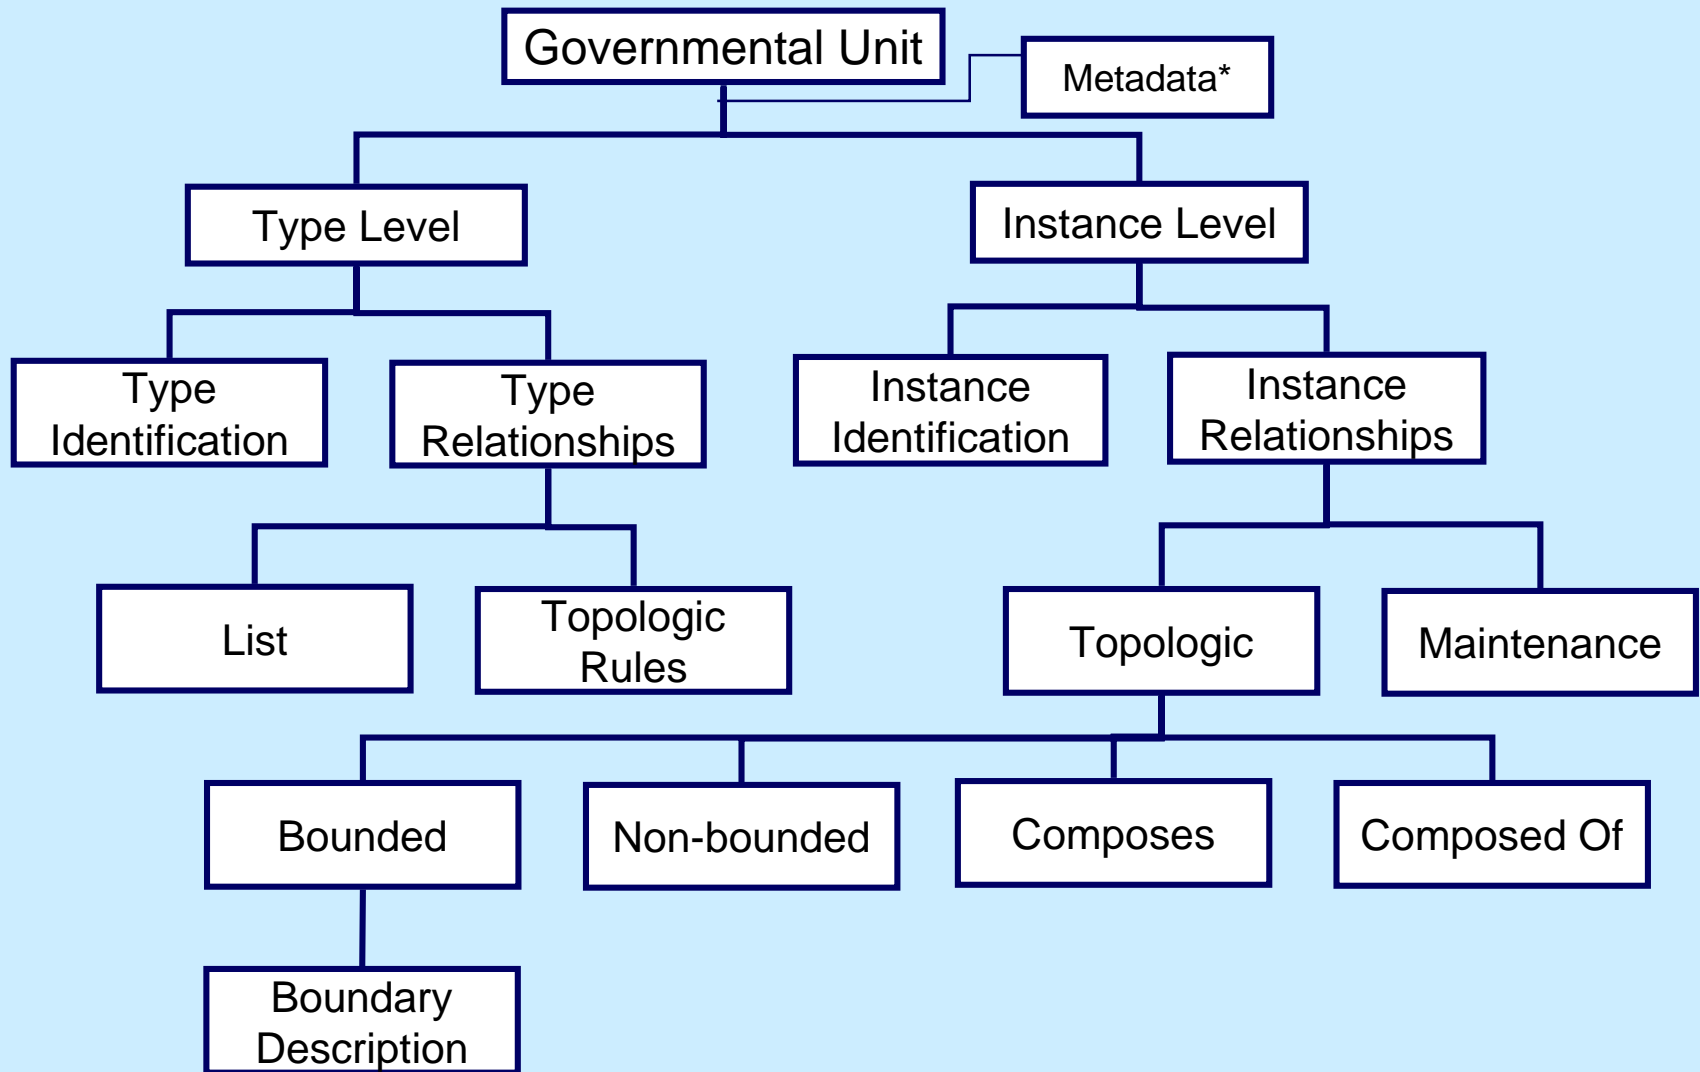 Governmental Unit
Metadata*
Type Level
Instance Level
Type
Identification
Type
Relationships
Instance
Identification
Instance
Relationships
List
Topologic
Rules
Topologic
Maintenance
Bounded
Non-bounded
Composes
Composed Of
Boundary
Description